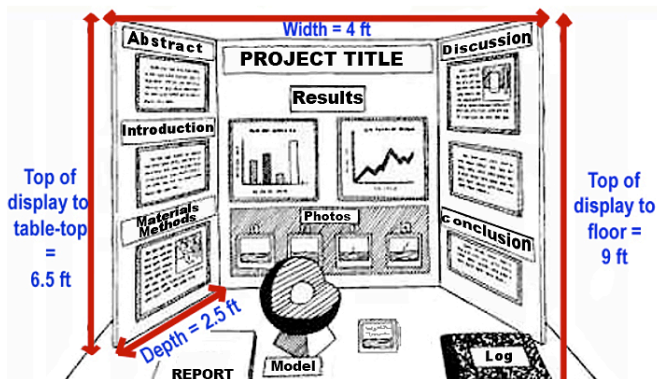 Width = 4 ft
Abstract
PROJECT TITLE
Discussion
Results
Introduction
Top of
display to
table-top
=
6.5 ft
Top of
display to
floor =
9 ft
Materials
Methods
Photos
Conclusion
Depth = 2.5 ft
REPORT
Model
Log